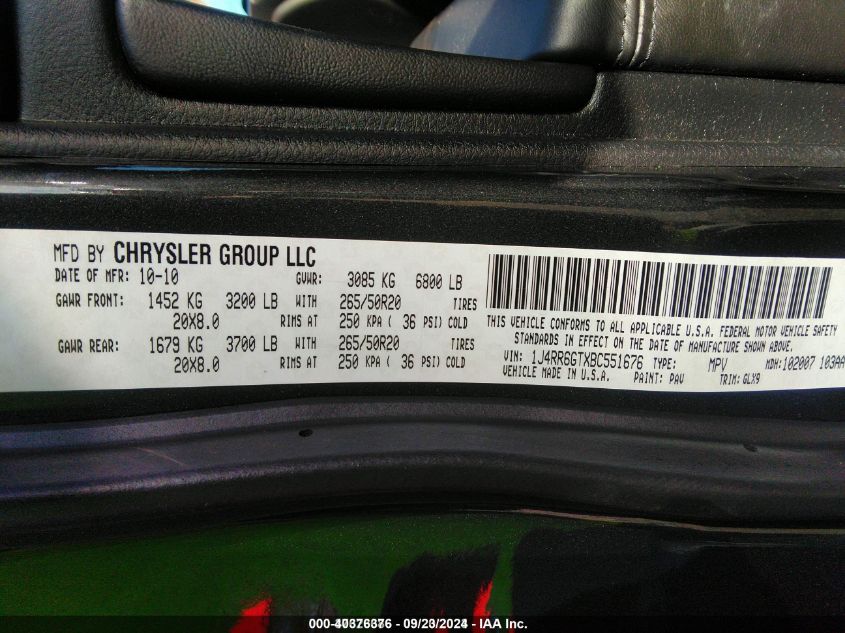 MFD BY CHRYSLER GROUP LLC
DATE OF MFR: 10-10 GVWR: 3085 KG 6800 LB
GAWR FRONT: 1452 KG 3200 LB WITH 265/50R20 TIRES
20X8.0 RIMS AT 250 KPA ( 36 PSI) COLD
GAWR REAR: 1679 KG 3700 LB WITH 265/50R20 TIRES
20X8.0 RIMS AT 250 KPA ( 36 PSI) COLD
THIS VEHICLE CONFORMS TO ALL APPLICABLE U.S.A. FEDERAL MOTOR VEHICLE SAFETY
STANDARDS IN EFFECT ON THE DATE OF MANUFACTURE SHOWN ABOVE.
VIN: 1J4RR6GTXBC551676 TYPE: MPV MDH:102007 103AA
VEHICLE MADE IN U.S.A. PAINT: PAV TRIM: GLX9
09/23/2024 - IAA Inc.